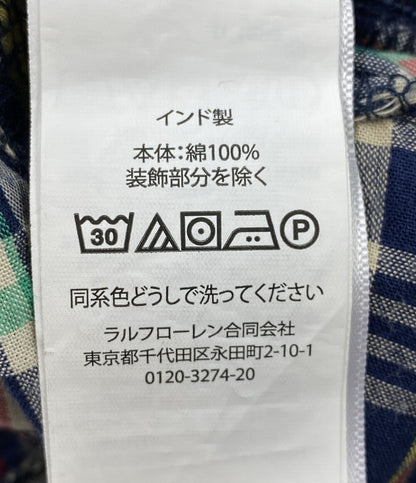 インド製
本体:綿100%
装飾部分を除く
30 P
同系色どうしで洗ってください
ラルフローレン合同会社
東京都千代田区永田町2-10-1
0120-3274-20